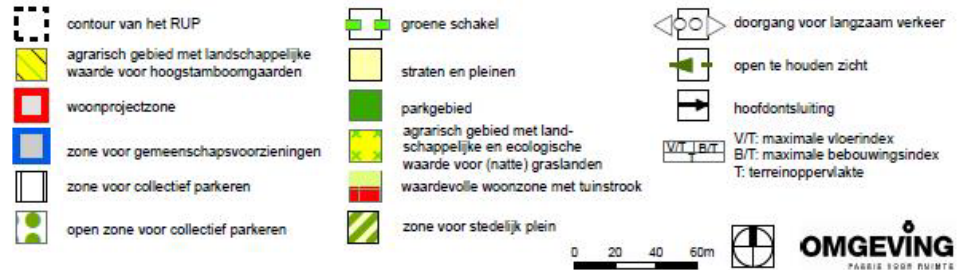 contour van het RUP
agrarisch gebied met landschappelijke
waarde voor hoogstamboomgaarden
woonprojectzone
zone voor gemeenschapsvoorzieningen
zone voor collectief parkeren
open zone voor collectief parkeren
groene schakel
straten en pleinen
parkgebied
agrarisch gebied met land-
schappelijke en ecologische
waarde voor (natte) graslanden
waardevolle woonzone met tuinstrook
zone voor stedelijk plein
doorgang voor langzaam verkeer
open te houden zicht
hoofdontsluiting
V/T B/T
T
V/T: maximale vloerindex
B/T: maximale bebouwingsindex
T: terreinoppervlakte
0 20 40 60m
OMGEVING
PASSIE VOOR RUIMTE